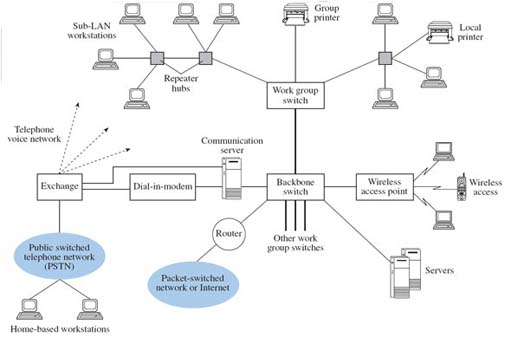 Sub-LAN
workstations
Group
printer
Local
printer
Repeater
hubs
Work group
switch
Telephone
voice network
Communication
server
Exchange
Dial-in-modem
Backbone
switch
Wireless
access point
Wireless
access
Router
Other work
group switches
Public switched
telephone network
(PSTN)
Packet-switched
network or Internet
Servers
Home-based workstations